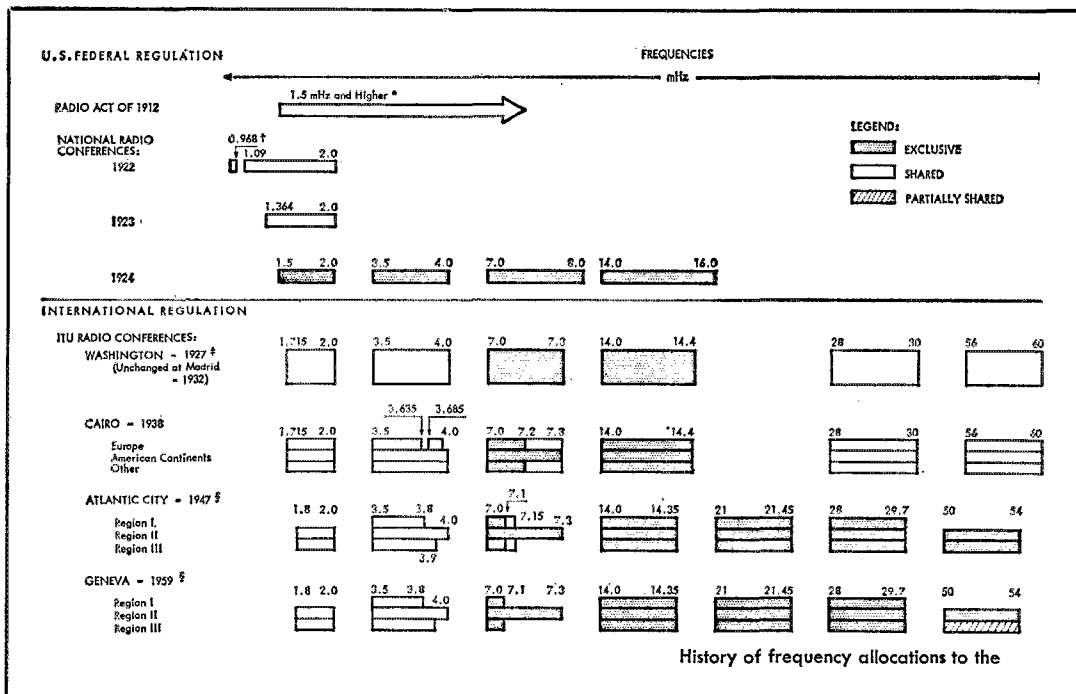 U.S. FEDERAL REGULATION
FREQUENCIES
mHz
RADIO ACT OF 1912
1.5 mHz and Higher *
LEGEND:
EXCLUSIVE
SHARED
PARTIALLY SHARED
NATIONAL RADIO
CONFERENCES:
0.968 †
1922 1.09 2.0
1923 1.364 2.0
1924 1.5 2.0 3.5 4.0 7.0 8.0 14.0 16.0
INTERNATIONAL REGULATION
ITU RADIO CONFERENCES:
WASHINGTON - 1927 ‡ 1.715 2.0 3.5 4.0 7.0 7.3 14.0 14.4 28 30 56 60
(Unchanged at Madrid
- 1932)
3.635 3.685
CAIRO - 1938 1.715 2.0 3.5 4.0 7.0 7.2 7.3 14.0 14.4 28 30 56 60
Europe
American Continents
Other
7.1
ATLANTIC CITY - 1947 § 1.8 2.0 3.5 3.8 4.0 7.0 7.15 7.3 14.0 14.35 21 21.45 28 29.7 50 54
Region I
Region II
Region III
3.9
GENEVA - 1959 § 1.8 2.0 3.5 3.8 4.0 7.0 7.1 7.3 14.0 14.35 21 21.45 28 29.7 50 54
Region I
Region II
Region III
History of frequency allocations to the